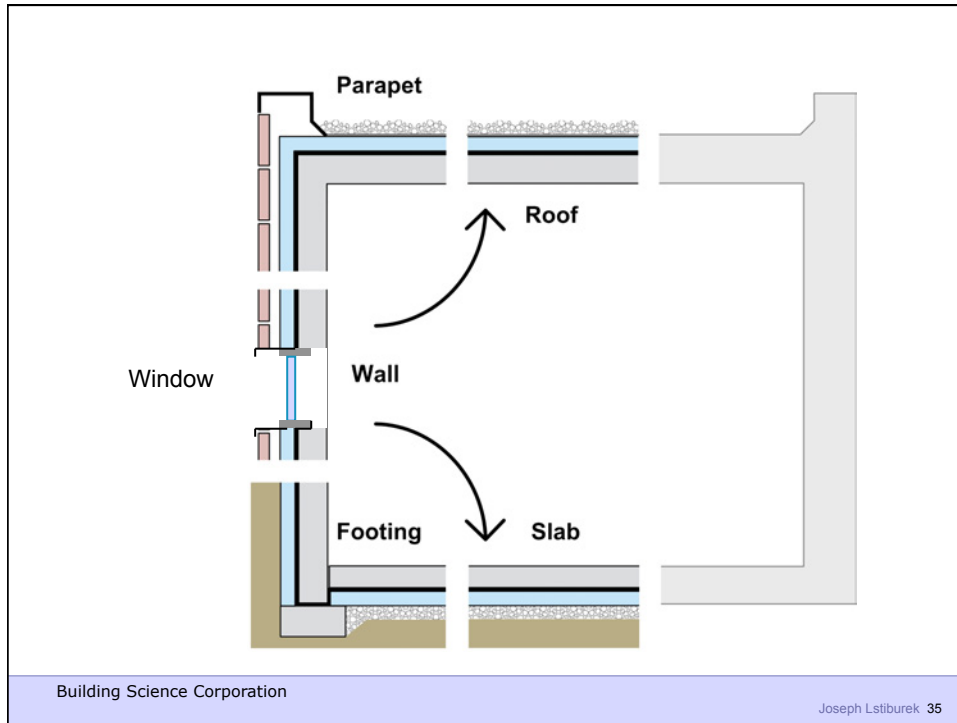 Parapet
Roof
Window
Wall
Footing
Slab
Building Science Corporation
Joseph Lstiburek 35